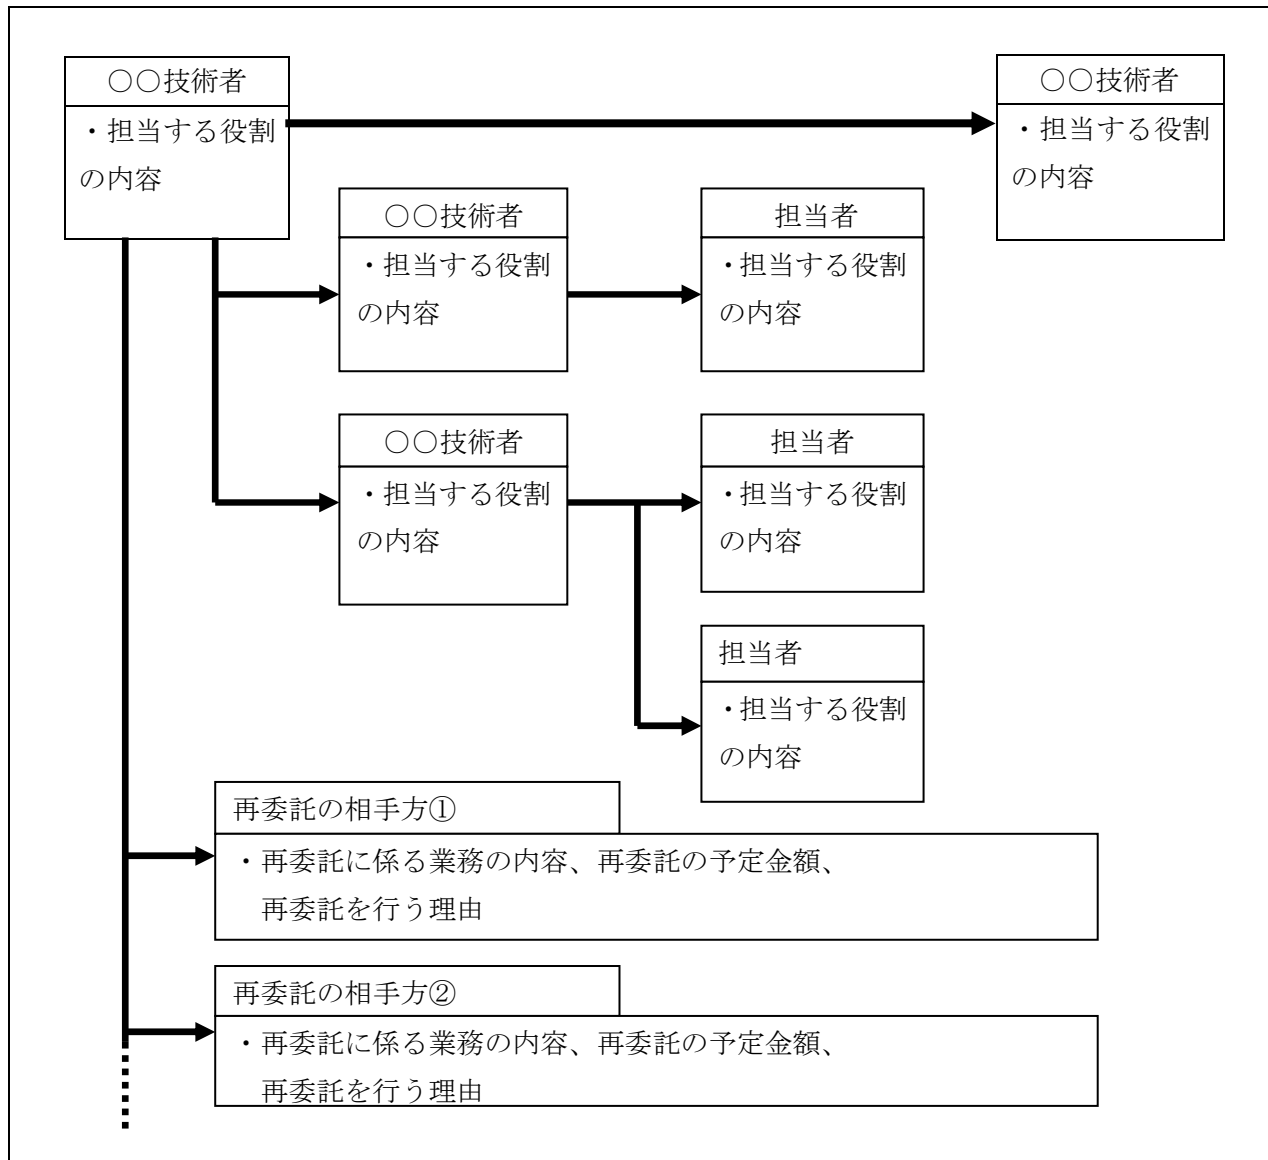 〇〇技術者
・担当する役割
の内容
〇〇技術者
・担当する役割
の内容
〇〇技術者
・担当する役割
の内容
担当者
・担当する役割
の内容
〇〇技術者
・担当する役割
の内容
担当者
・担当する役割
の内容
担当者
・担当する役割
の内容
再委託の相手方①
・再委託に係る業務の内容、再委託の予定金額、
再委託を行う理由
再委託の相手方②
・再委託に係る業務の内容、再委託の予定金額、
再委託を行う理由